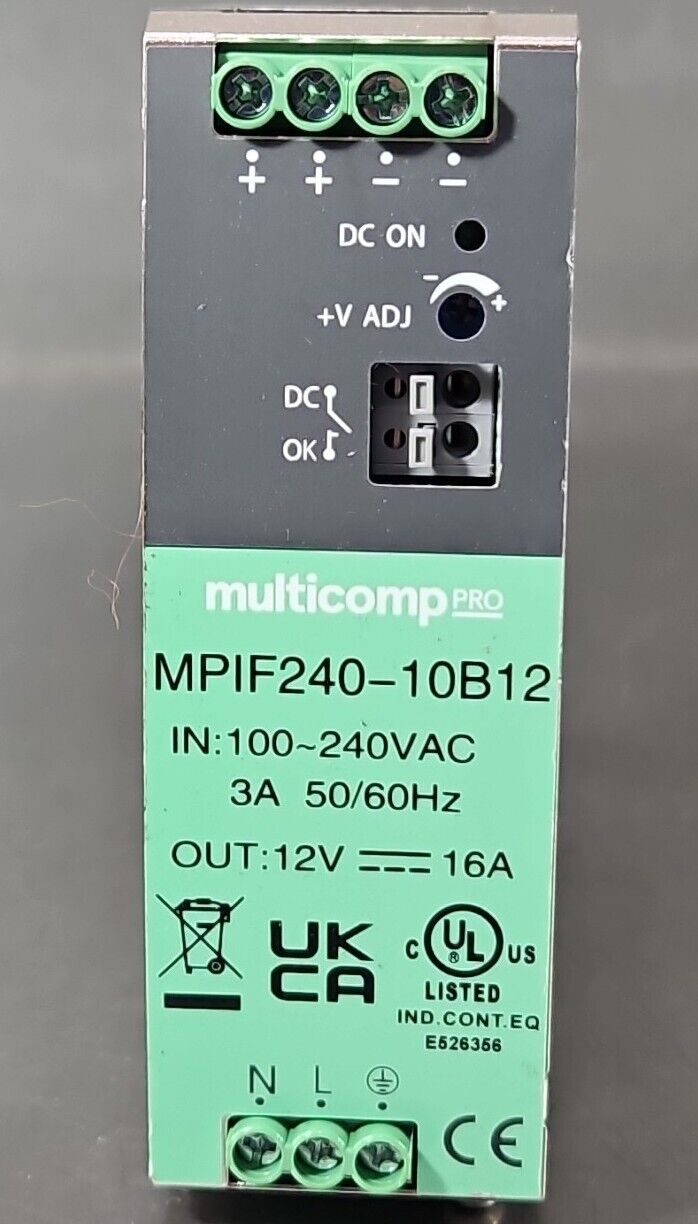 + + − −
DC ON
− +
+V ADJ
DC
OK
multicomp PRO
MPIF240-10B12
IN:100~240VAC
3A 50/60Hz
OUT:12V 16A
UK
CA
C UL ® US
LISTED
IND.CONT.EQ
E526356
N L
CE